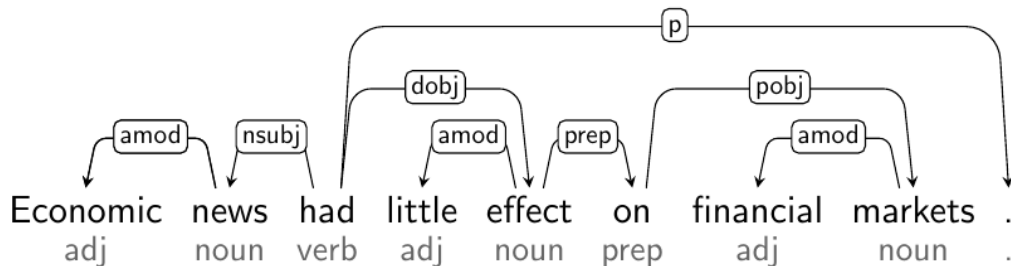 p
dobj pobj
amod nsubj amod prep amod
Economic news had little effect on financial markets .
adj noun verb adj noun prep adj noun .